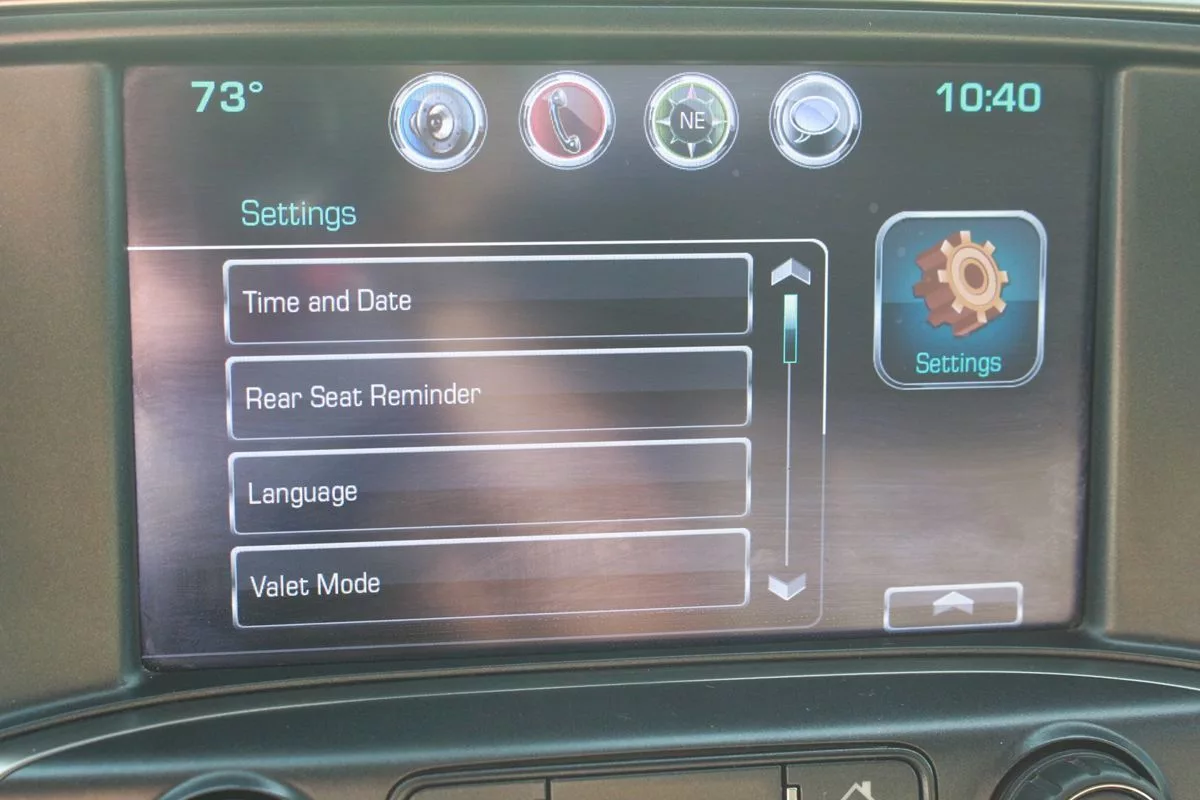 73°
NE
10:40
Settings
Time and Date
Rear Seat Reminder
Language
Valet Mode
Settings